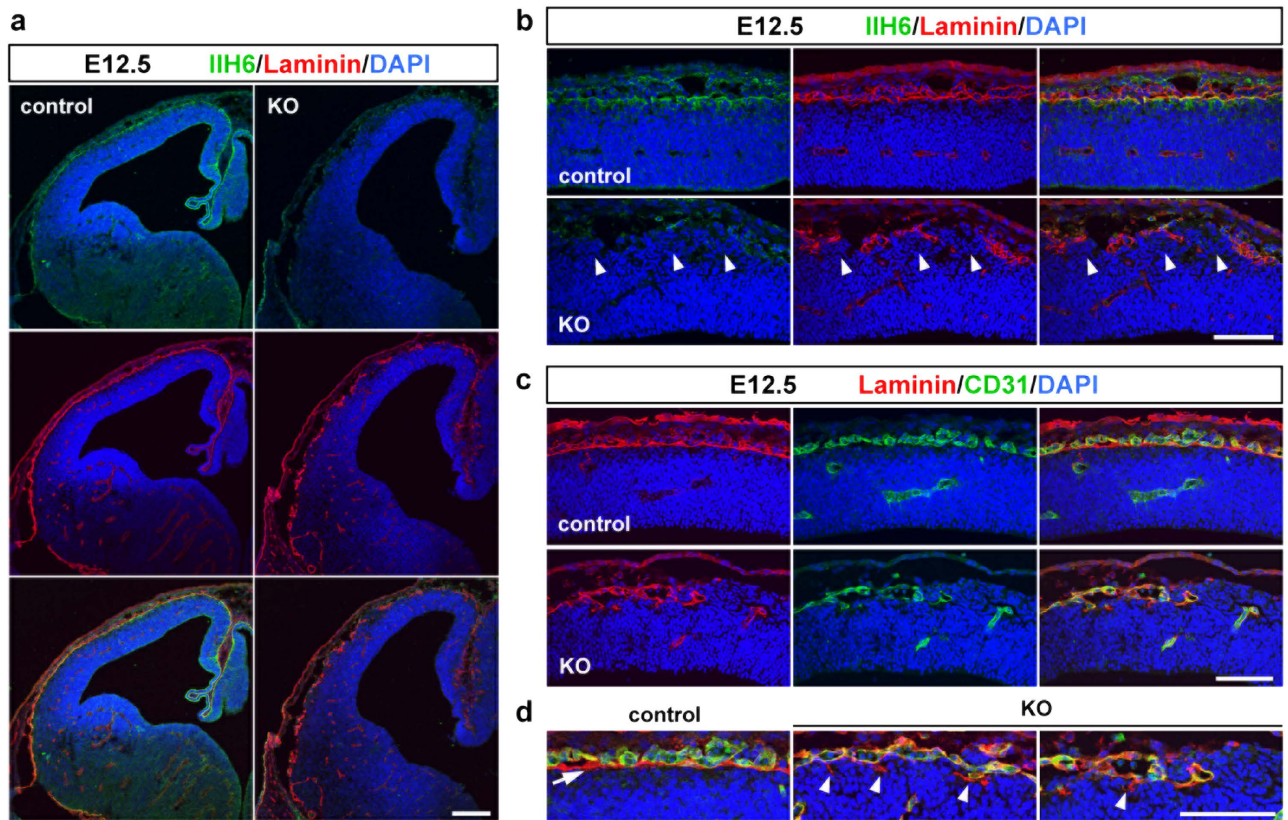 a
E12.5 IIH6/Laminin/DAPI
control KO
b
E12.5 IIH6/Laminin/DAPI
control
KO
c
E12.5 Laminin/CD31/DAPI
control
KO
d
control KO